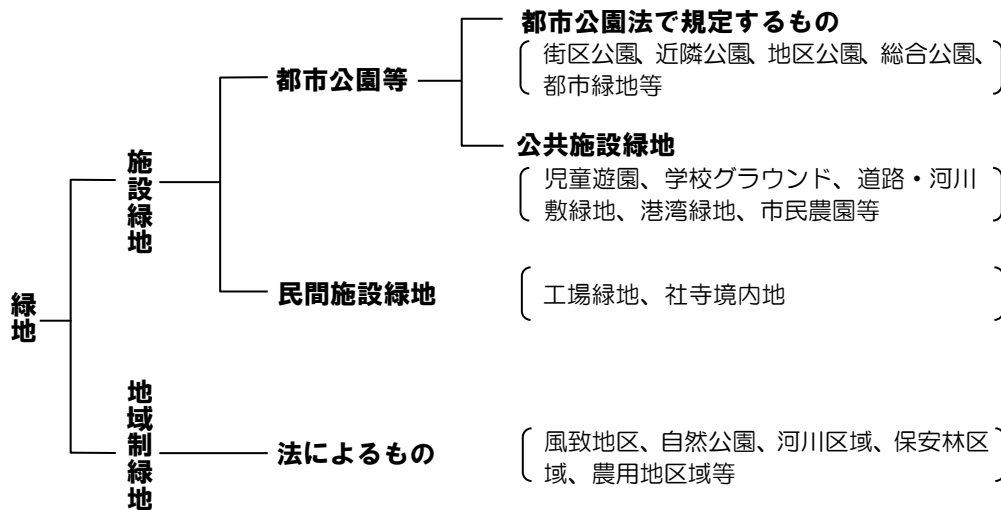 緑地
施設緑地
都市公園等
都市公園法で規定するもの
街区公園、近隣公園、地区公園、総合公園、
都市緑地等
公共施設緑地
児童遊園、学校グラウンド、道路・河川
敷緑地、港湾緑地、市民農園等
民間施設緑地
工場緑地、社寺境内地
地域制緑地
法によるもの
風致地区、自然公園、河川区域、保安林区
域、農用地区域等